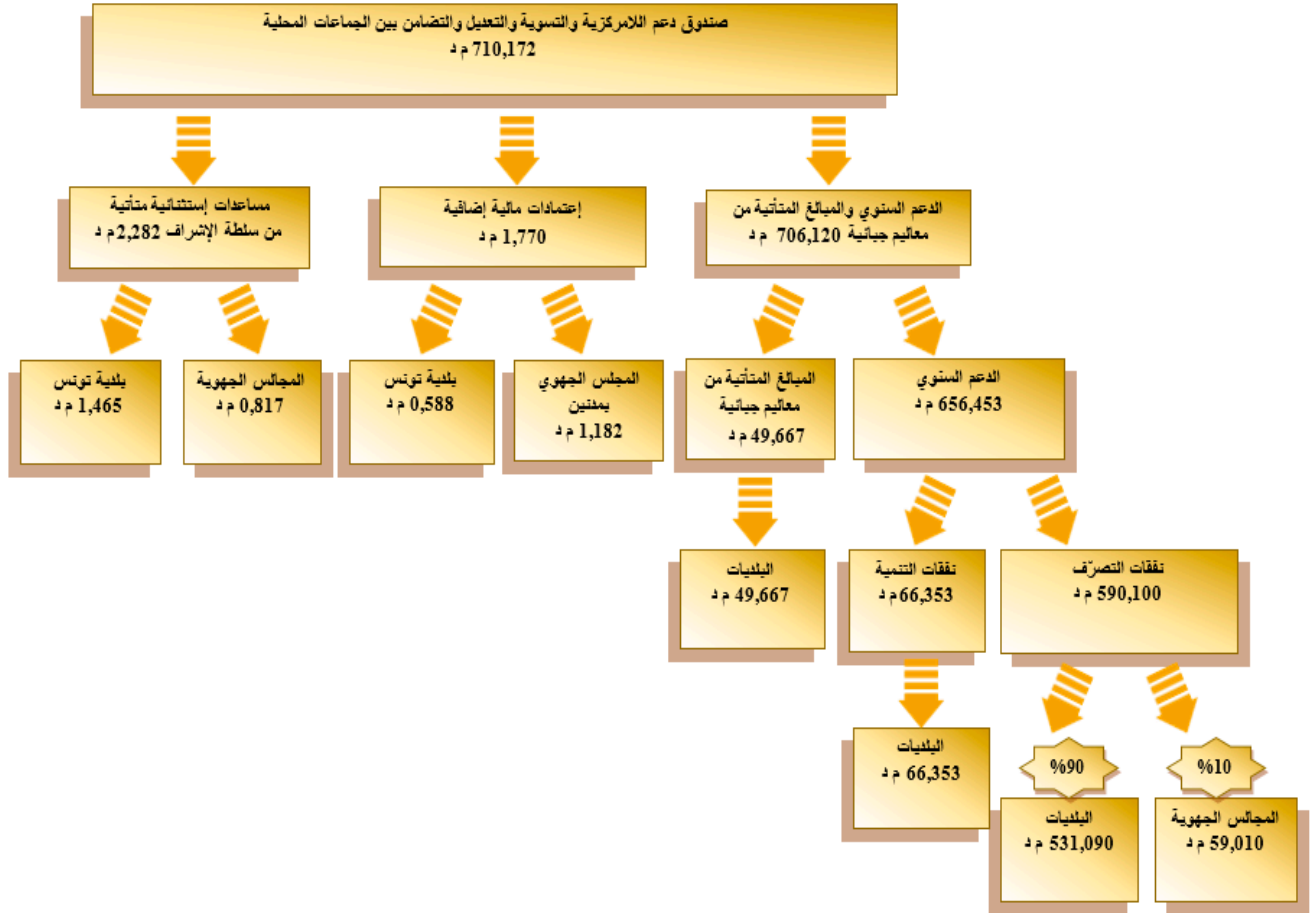 صندوق دعم اللامركزية والتسوية والتعديل والتضامن بين الجماعات المحلية
710,172 م د
الدعم السنوي والمبالغ المتأتية من
معاليم جبائية 706,120 م د
إعتمادات مالية إضافية
1,770 م د
مساعدات إستثنائية متأتية
من سلطة الإشراف 2,282 م د
الدعم السنوي
656,453 م د
المبالغ المتأتية من
معاليم جبائية
49,667 م د
المجلس الجهوي
بمدنين
1,182 م د
بلدية تونس
0,588 م د
المجالس الجهوية
0,817 م د
بلدية تونس
1,465 م د
نفقات التصرّف
590,100 م د
نفقات التنمية
66,353 م د
البلديات
49,667 م د
%10
%90
البلديات
66,353 م د
المجالس الجهوية
59,010 م د
البلديات
531,090 م د